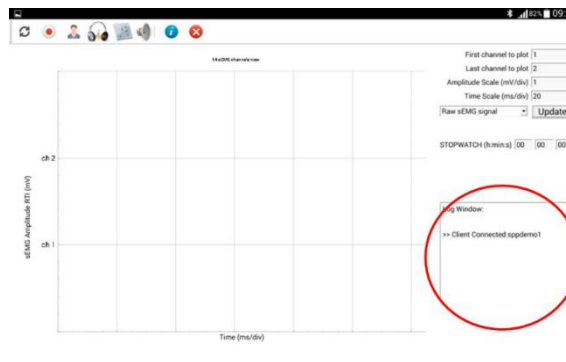 82% 09:
First channel to plot 1
Last channel to plot 2
Amplitude Scale (mV/div) 1
Time Scale (ms/div) 20
Raw sEMG signal Update
STOPWATCH (h:min:s) 00 00 00
ch 2
sEMG Amplitude RTI (mV)
ch 1
Log Window:
>> Client Connected:sppdemo1
Time (ms/div)